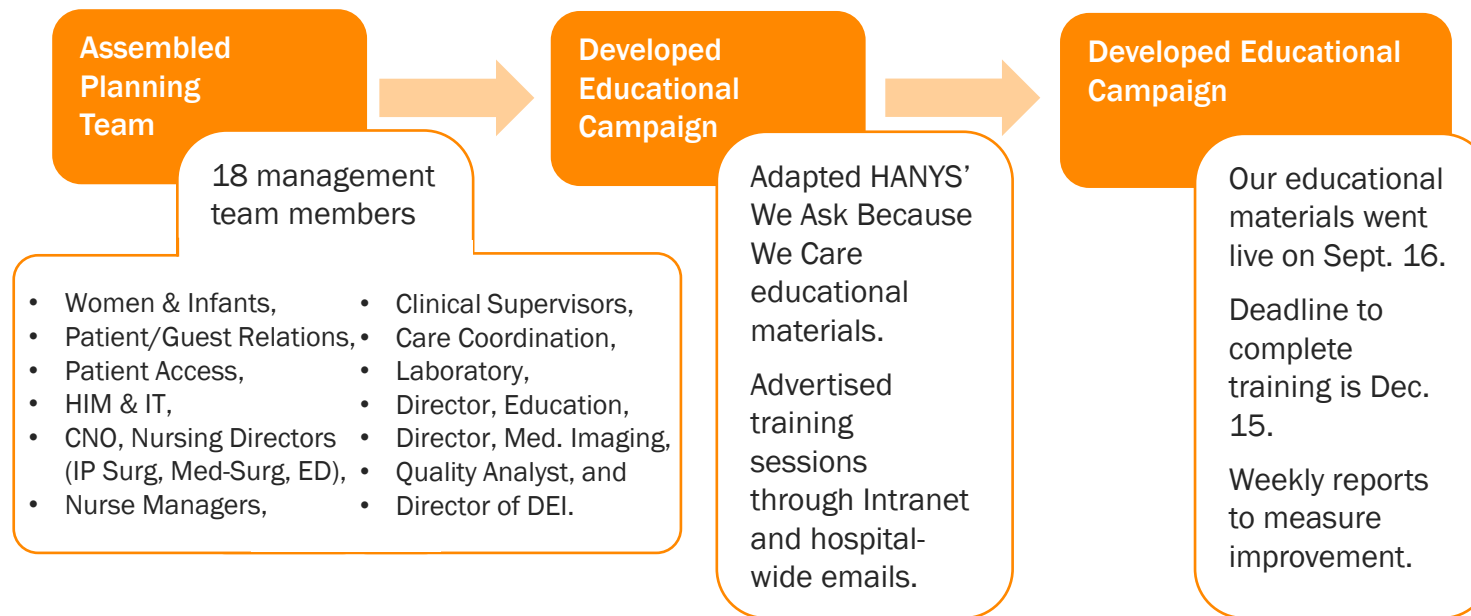 Assembled
Planning
Team
18 management
team members
• Women & Infants,
• Patient/Guest Relations,
• Patient Access,
• HIM & IT,
• CNO, Nursing Directors
(IP Surg, Med-Surg, ED),
• Nurse Managers,
• Clinical Supervisors,
• Care Coordination,
• Laboratory,
• Director, Education,
• Director, Med. Imaging,
• Quality Analyst, and
• Director of DEI.
Developed
Educational
Campaign
Adapted HANYS’
We Ask Because
We Care
educational
materials.
Advertised
training
sessions
through Intranet
and hospital-
wide emails.
Developed Educational
Campaign
Our educational
materials went
live on Sept. 16.
Deadline to
complete
training is Dec.
15.
Weekly reports
to measure
improvement.